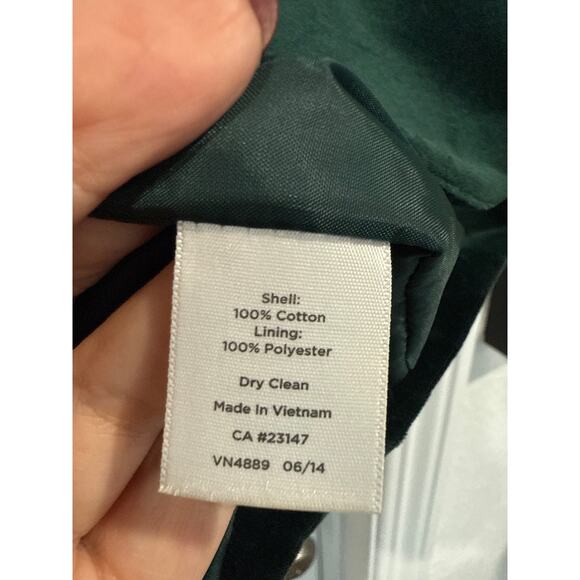 Shell:
100% Cotton
Lining:
100% Polyester
Dry Clean
Made In Vietnam
CA #23147
VN4889 06/14